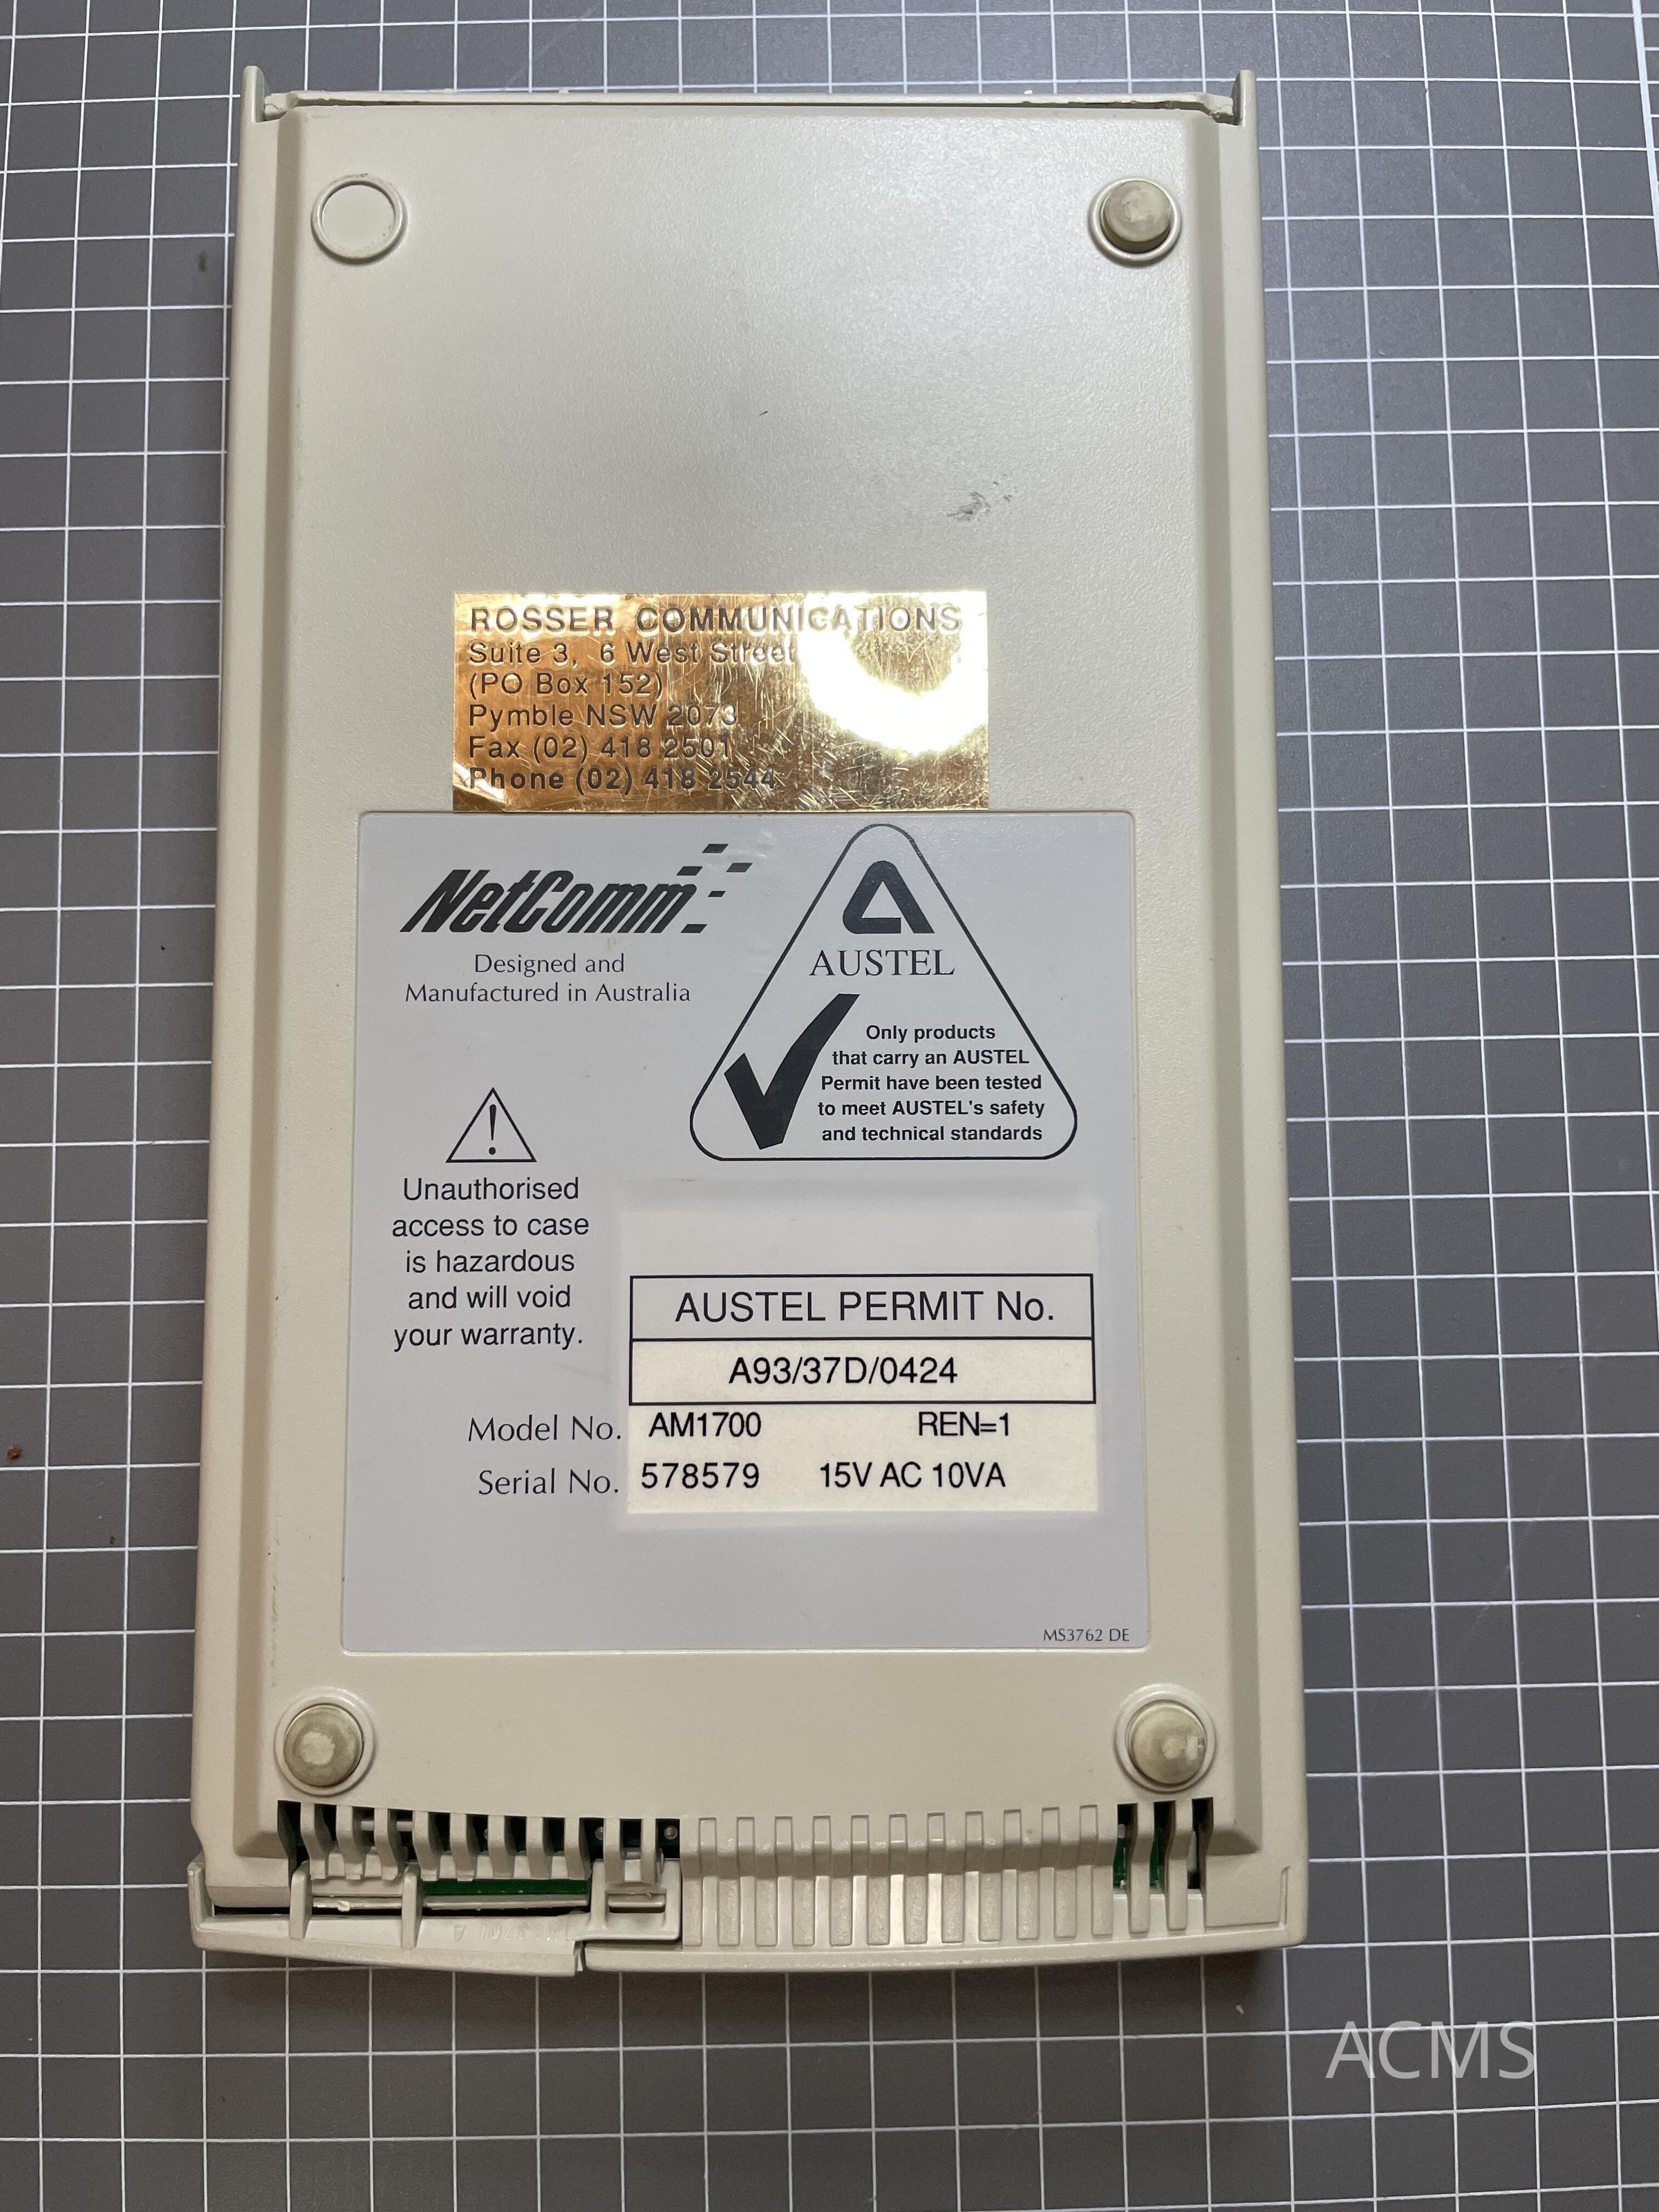 ROSSER COMMUNICATIONS
Suite 3, 6 West Street
(PO Box 152)
Pymble NSW 2073
Fax (02) 418 2501
Phone (02) 418 2544
NetComm
Designed and
Manufactured in Australia
AUSTEL
Only products
that carry an AUSTEL
Permit have been tested
to meet AUSTEL's safety
and technical standards
!
Unauthorised
access to case
is hazardous
and will void
your warranty.
AUSTEL PERMIT No.
A93/37D/0424
Model No. AM1700 REN=1
Serial No. 578579 15V AC 10VA
MS3762 DE
ACMS